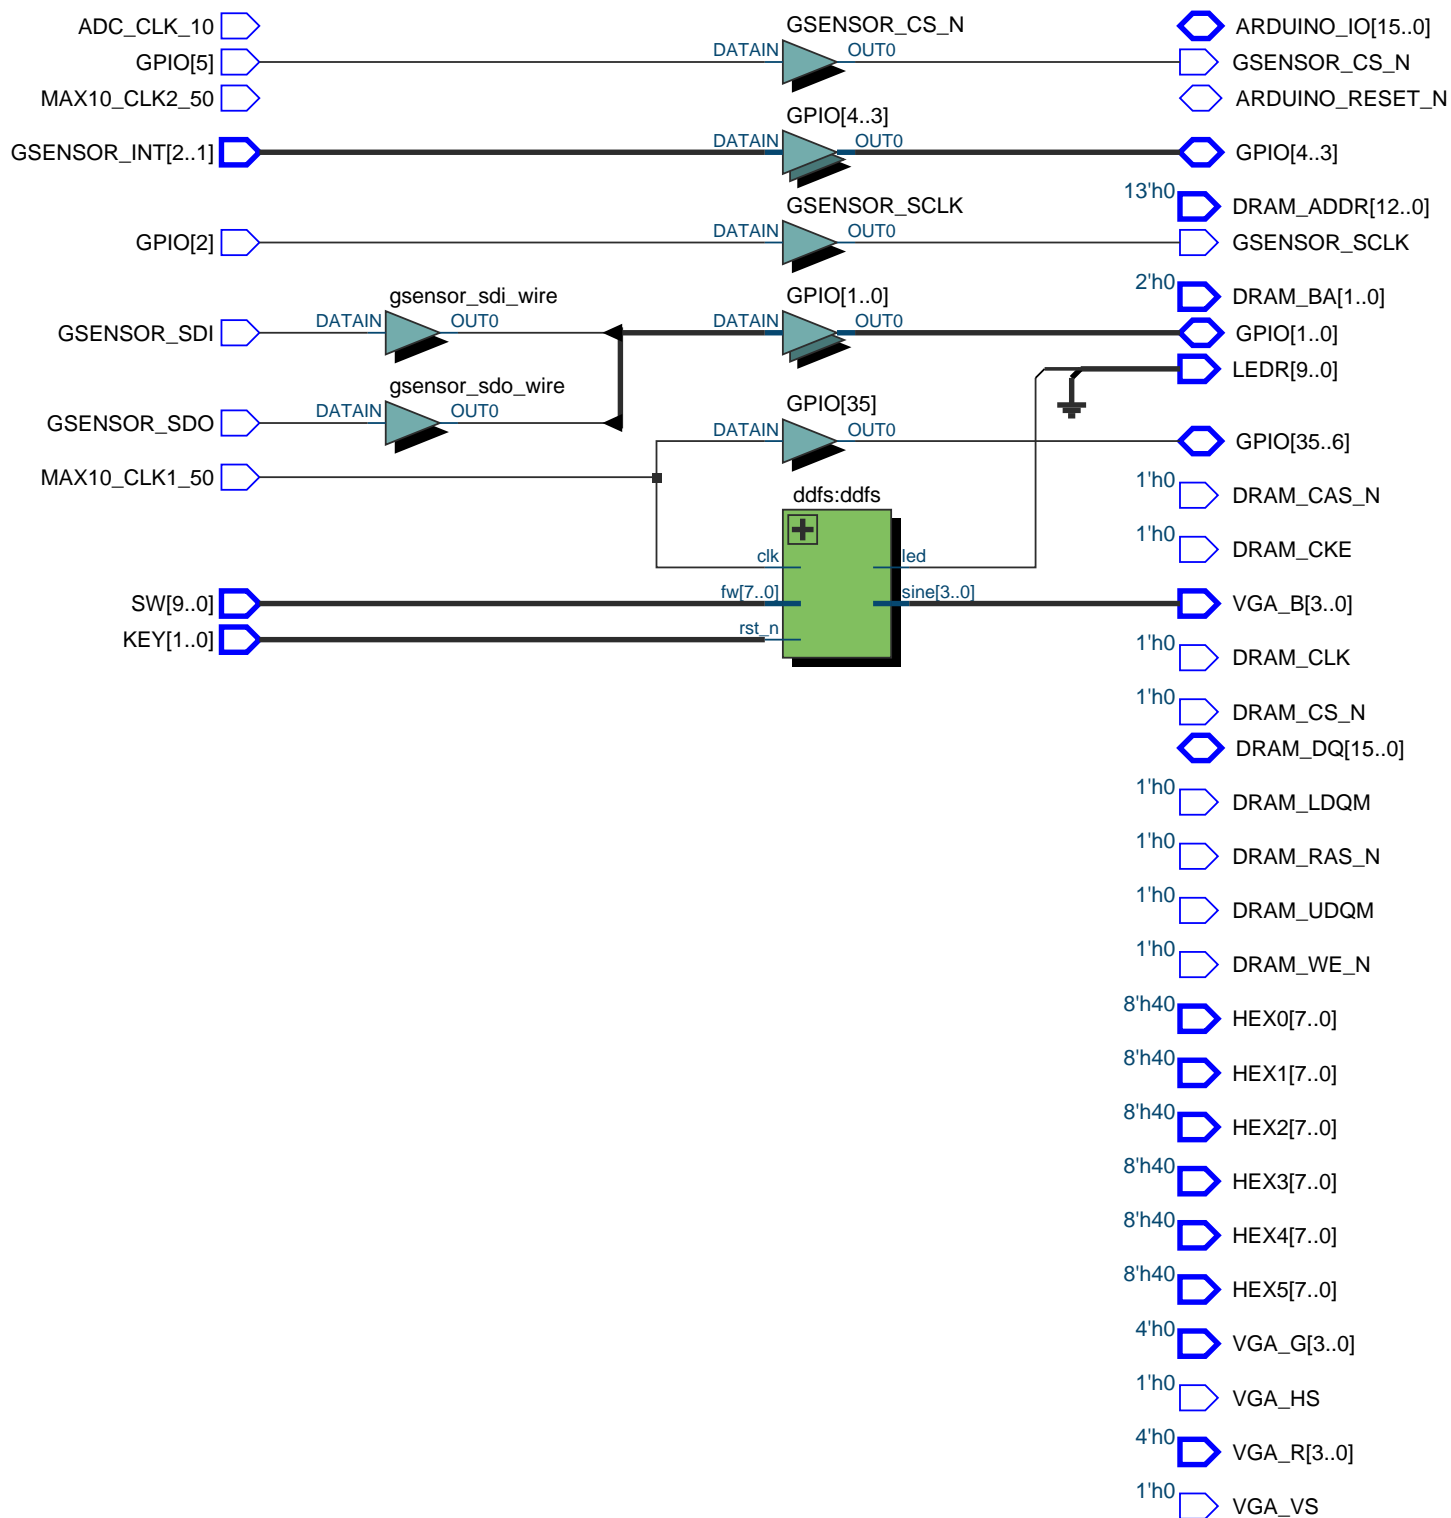 ADC_CLK_10
GSENSOR_CS_N
ARDUINO_IO[15..0]
GPIO[5]
DATAIN
OUT0
GSENSOR_CS_N
MAX10_CLK2_50
ARDUINO_RESET_N
GPIO[4..3]
GSENSOR_INT[2..1]
DATAIN
OUT0
GPIO[4..3]
13'h0
DRAM_ADDR[12..0]
GSENSOR_SCLK
GPIO[2]
DATAIN
OUT0
GSENSOR_SCLK
2'h0
DRAM_BA[1..0]
gsensor_sdi_wire
GPIO[1..0]
GSENSOR_SDI
DATAIN
OUT0
DATAIN
OUT0
GPIO[1..0]
LEDR[9..0]
gsensor_sdo_wire
GSENSOR_SDO
DATAIN
OUT0
GPIO[35]
DATAIN
OUT0
GPIO[35..6]
MAX10_CLK1_50
1'h0
DRAM_CAS_N
ddfs:ddfs
1'h0
DRAM_CKE
clk
led
SW[9..0]
fw[7..0]
sine[3..0]
VGA_B[3..0]
KEY[1..0]
rst_n
1'h0
DRAM_CLK
1'h0
DRAM_CS_N
DRAM_DQ[15..0]
1'h0
DRAM_LDQM
1'h0
DRAM_RAS_N
1'h0
DRAM_UDQM
1'h0
DRAM_WE_N
8'h40
HEX0[7..0]
8'h40
HEX1[7..0]
8'h40
HEX2[7..0]
8'h40
HEX3[7..0]
8'h40
HEX4[7..0]
8'h40
HEX5[7..0]
4'h0
VGA_G[3..0]
1'h0
VGA_HS
4'h0
VGA_R[3..0]
1'h0
VGA_VS